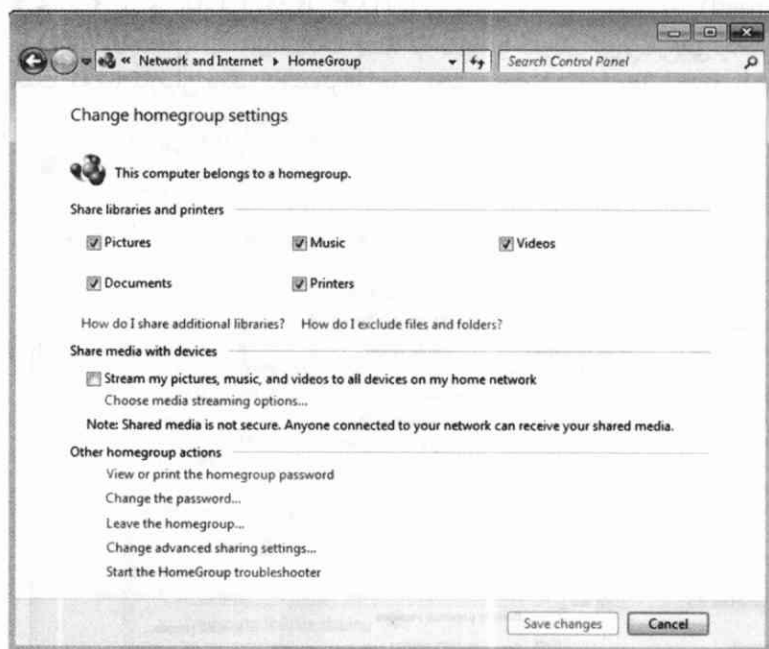 « Network and Internet ▸ HomeGroup Search Control Panel
Change homegroup settings
This computer belongs to a homegroup.
Share libraries and printers
Pictures Music Videos
Documents Printers
How do I share additional libraries? How do I exclude files and folders?
Share media with devices
Stream my pictures, music, and videos to all devices on my home network
Choose media streaming options...
Note: Shared media is not secure. Anyone connected to your network can receive your shared media.
Other homegroup actions
View or print the homegroup password
Change the password...
Leave the homegroup...
Change advanced sharing settings...
Start the HomeGroup troubleshooter
Save changes Cancel